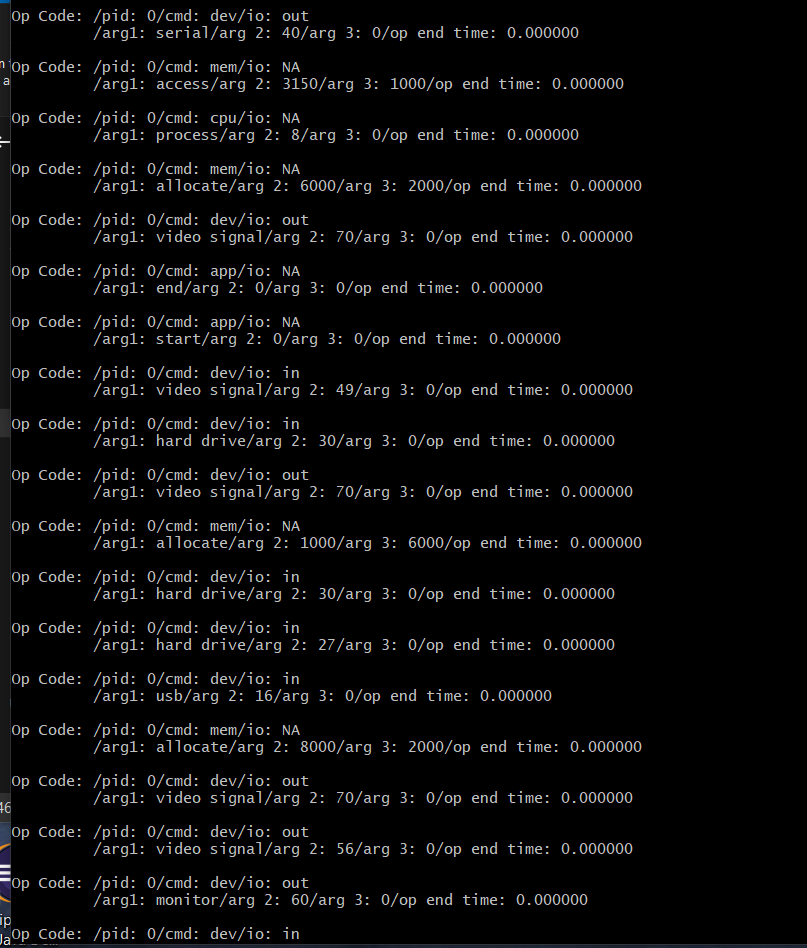 Op Code: /pid: 0/cmd: dev/io: out
/arg1: serial/arg 2: 40/arg 3: 0/op end time: 0.000000
Op Code: /pid: 0/cmd: mem/io: NA
/arg1: access/arg 2: 3150/arg 3: 1000/op end time: 0.000000
Op Code: /pid: 0/cmd: cpu/io: NA
/arg1: process/arg 2: 8/arg 3: 0/op end time: 0.000000
Op Code: /pid: 0/cmd: mem/io: NA
/arg1: allocate/arg 2: 6000/arg 3: 2000/op end time: 0.000000
Op Code: /pid: 0/cmd: dev/io: out
/arg1: video signal/arg 2: 70/arg 3: 0/op end time: 0.000000
Op Code: /pid: 0/cmd: app/io: NA
/arg1: end/arg 2: 0/arg 3: 0/op end time: 0.000000
Op Code: /pid: 0/cmd: app/io: NA
/arg1: start/arg 2: 0/arg 3: 0/op end time: 0.000000
Op Code: /pid: 0/cmd: dev/io: in
/arg1: video signal/arg 2: 49/arg 3: 0/op end time: 0.000000
Op Code: /pid: 0/cmd: dev/io: in
/arg1: hard drive/arg 2: 30/arg 3: 0/op end time: 0.000000
Op Code: /pid: 0/cmd: dev/io: out
/arg1: video signal/arg 2: 70/arg 3: 0/op end time: 0.000000
Op Code: /pid: 0/cmd: mem/io: NA
/arg1: allocate/arg 2: 1000/arg 3: 6000/op end time: 0.000000
Op Code: /pid: 0/cmd: dev/io: in
/arg1: hard drive/arg 2: 30/arg 3: 0/op end time: 0.000000
Op Code: /pid: 0/cmd: dev/io: in
/arg1: hard drive/arg 2: 27/arg 3: 0/op end time: 0.000000
Op Code: /pid: 0/cmd: dev/io: in
/arg1: usb/arg 2: 16/arg 3: 0/op end time: 0.000000
Op Code: /pid: 0/cmd: mem/io: NA
/arg1: allocate/arg 2: 8000/arg 3: 2000/op end time: 0.000000
Op Code: /pid: 0/cmd: dev/io: out
/arg1: video signal/arg 2: 70/arg 3: 0/op end time: 0.000000
Op Code: /pid: 0/cmd: dev/io: out
/arg1: video signal/arg 2: 56/arg 3: 0/op end time: 0.000000
Op Code: /pid: 0/cmd: dev/io: out
/arg1: monitor/arg 2: 60/arg 3: 0/op end time: 0.000000
Op Code: /pid: 0/cmd: dev/io: in